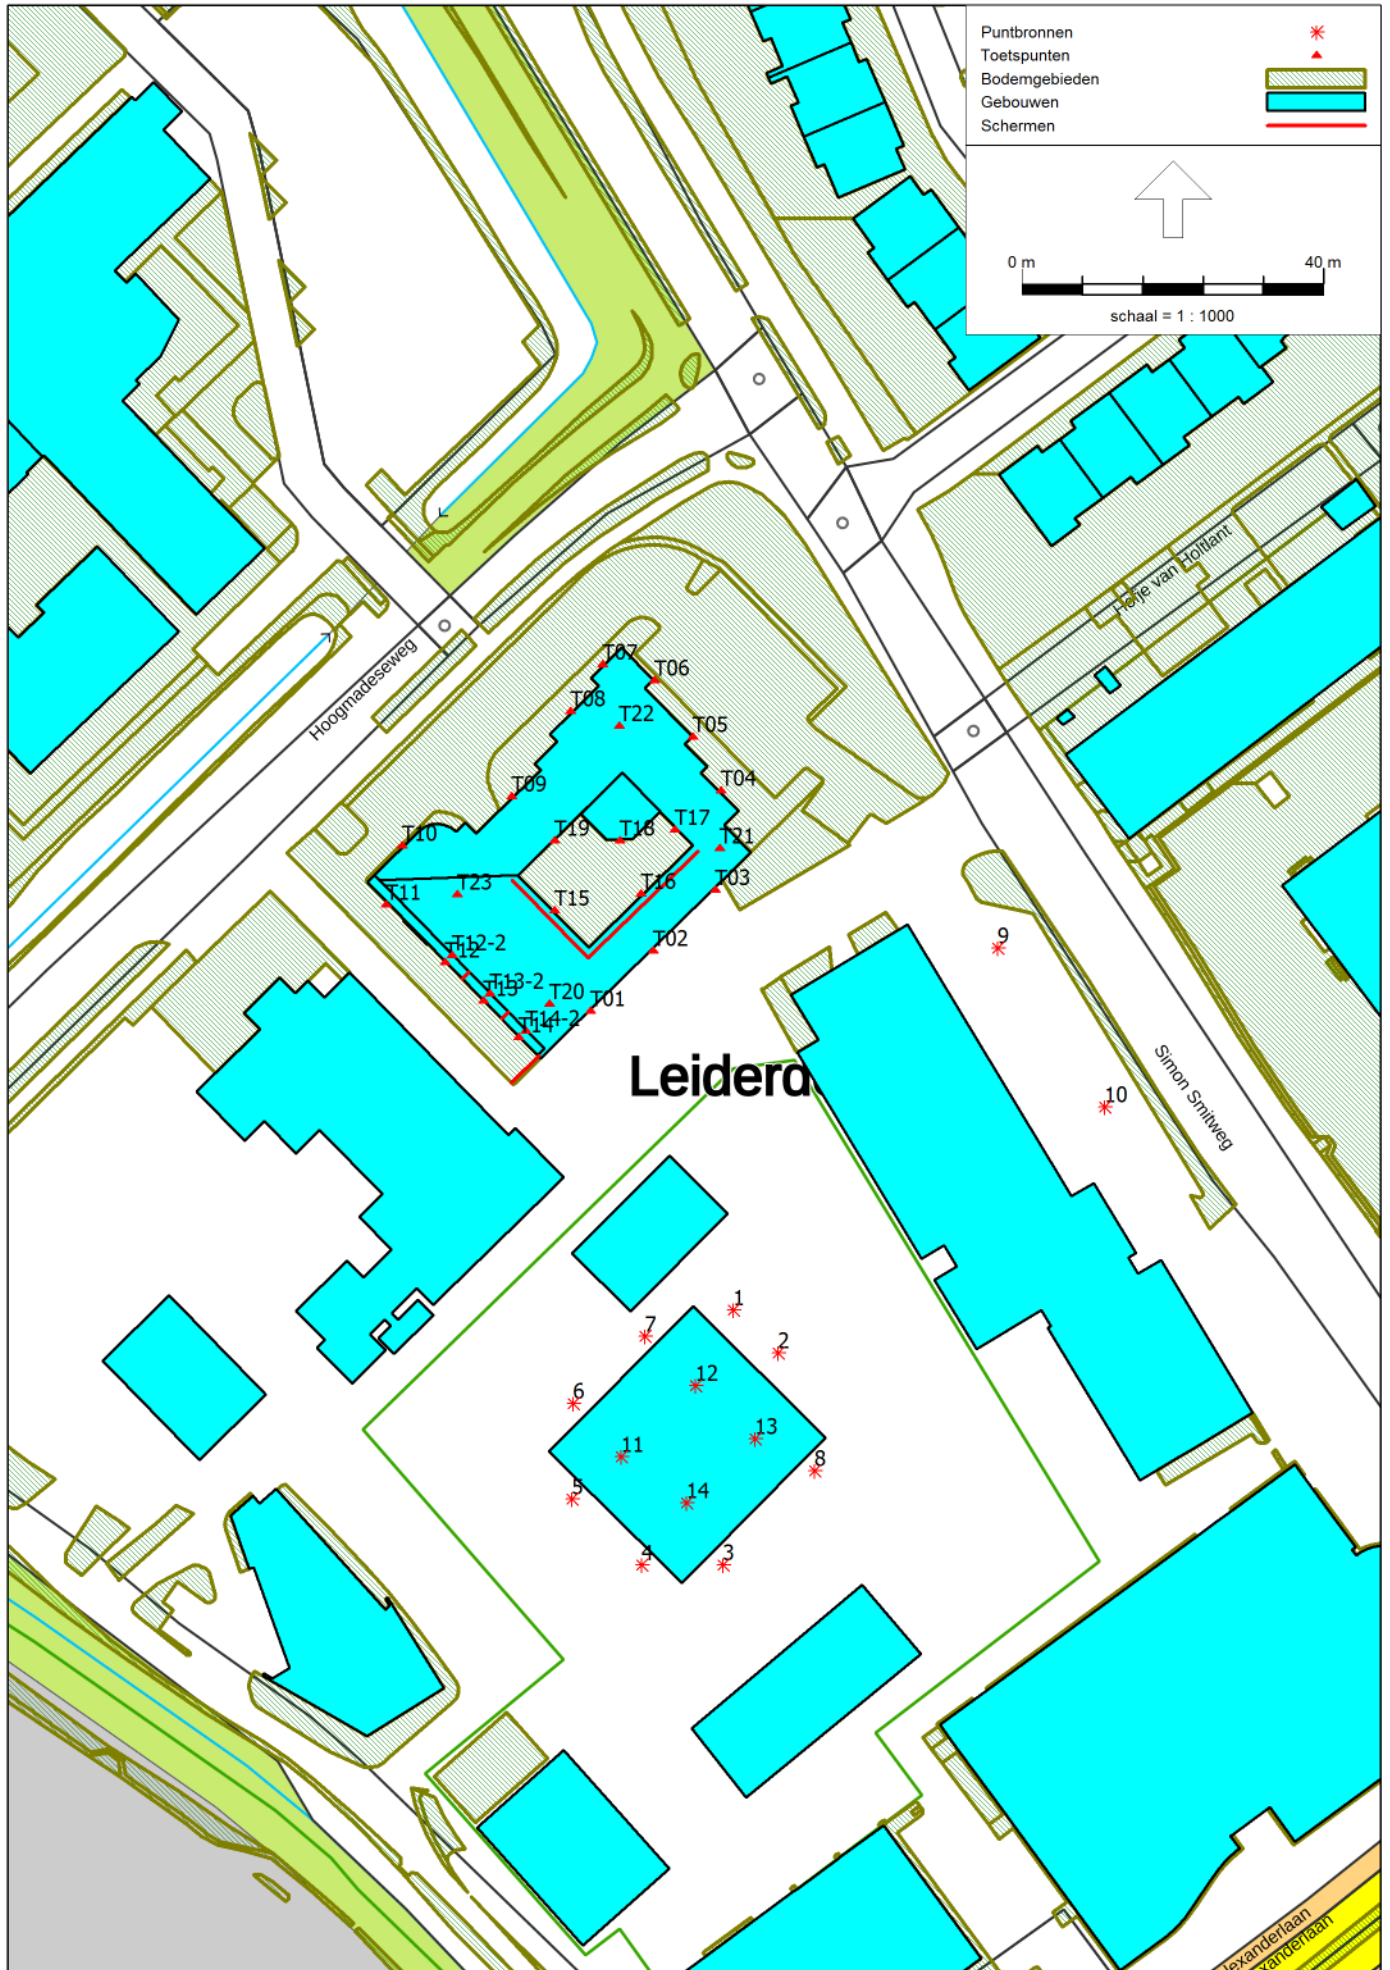 Puntbronnen
Toetspunten
Bodemgebieden
Gebouwen
Schermen
0 m
40 m
schaal = 1 : 1000
Hofje van Holtlant
Hoogmadeseweg
T07
T06
T08
T22
T05
T04
T09
T17
T10
T19
T18
T21
T23
T16
T03
T11
T15
T02
9
T12-2
T12
T13-2
T13
T20
T01
T14-2
T14
Leiderd
10
Simon Smitweg
1
7
2
12
6
13
11
8
5
14
4
3
lexanderlaan
xanderlaan